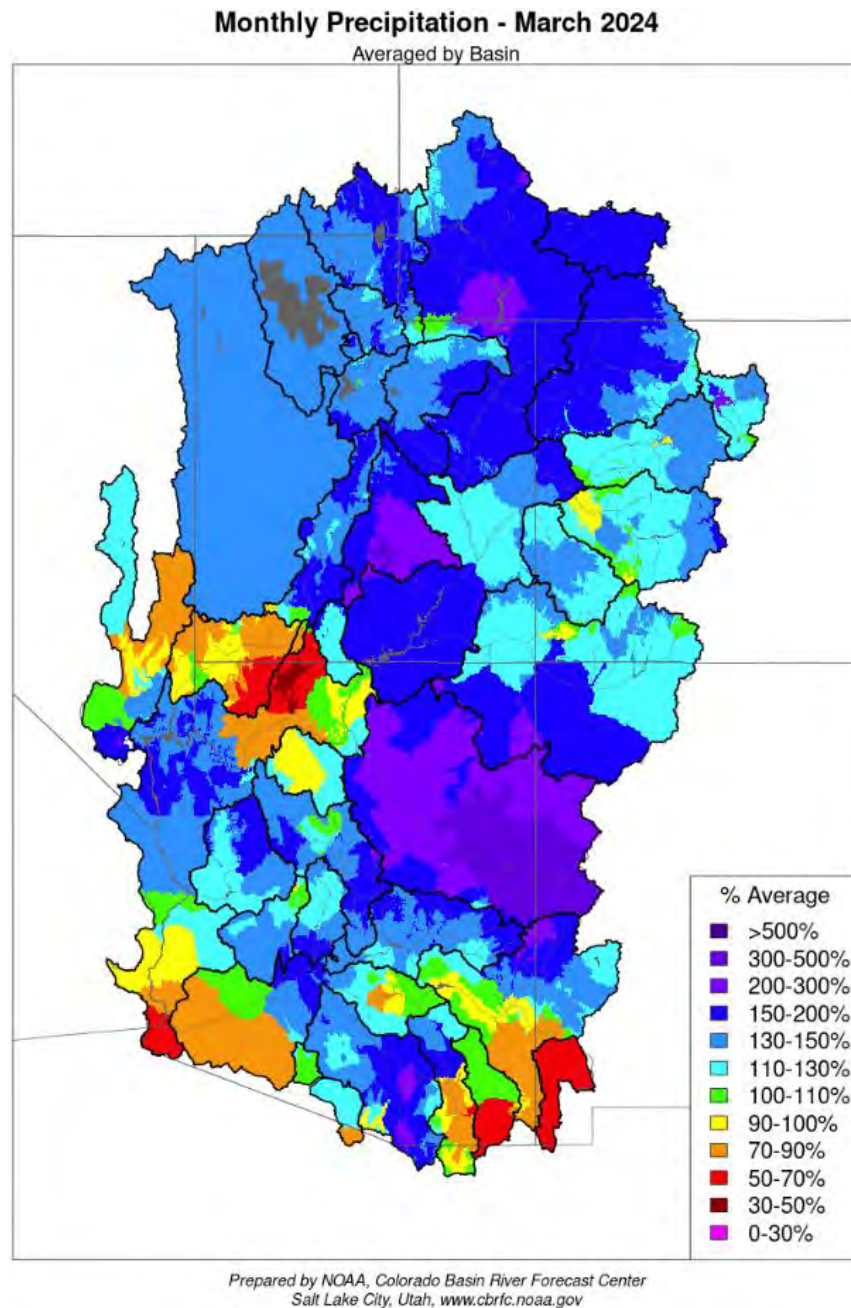 Monthly Precipitation - March 2024
Averaged by Basin
% Average
>500%
300-500%
200-300%
150-200%
130-150%
110-130%
100-110%
90-100%
70-90%
50-70%
30-50%
0-30%
Prepared by NOAA, Colorado Basin River Forecast Center
Salt Lake City, Utah, www.cbrfc.noaa.gov